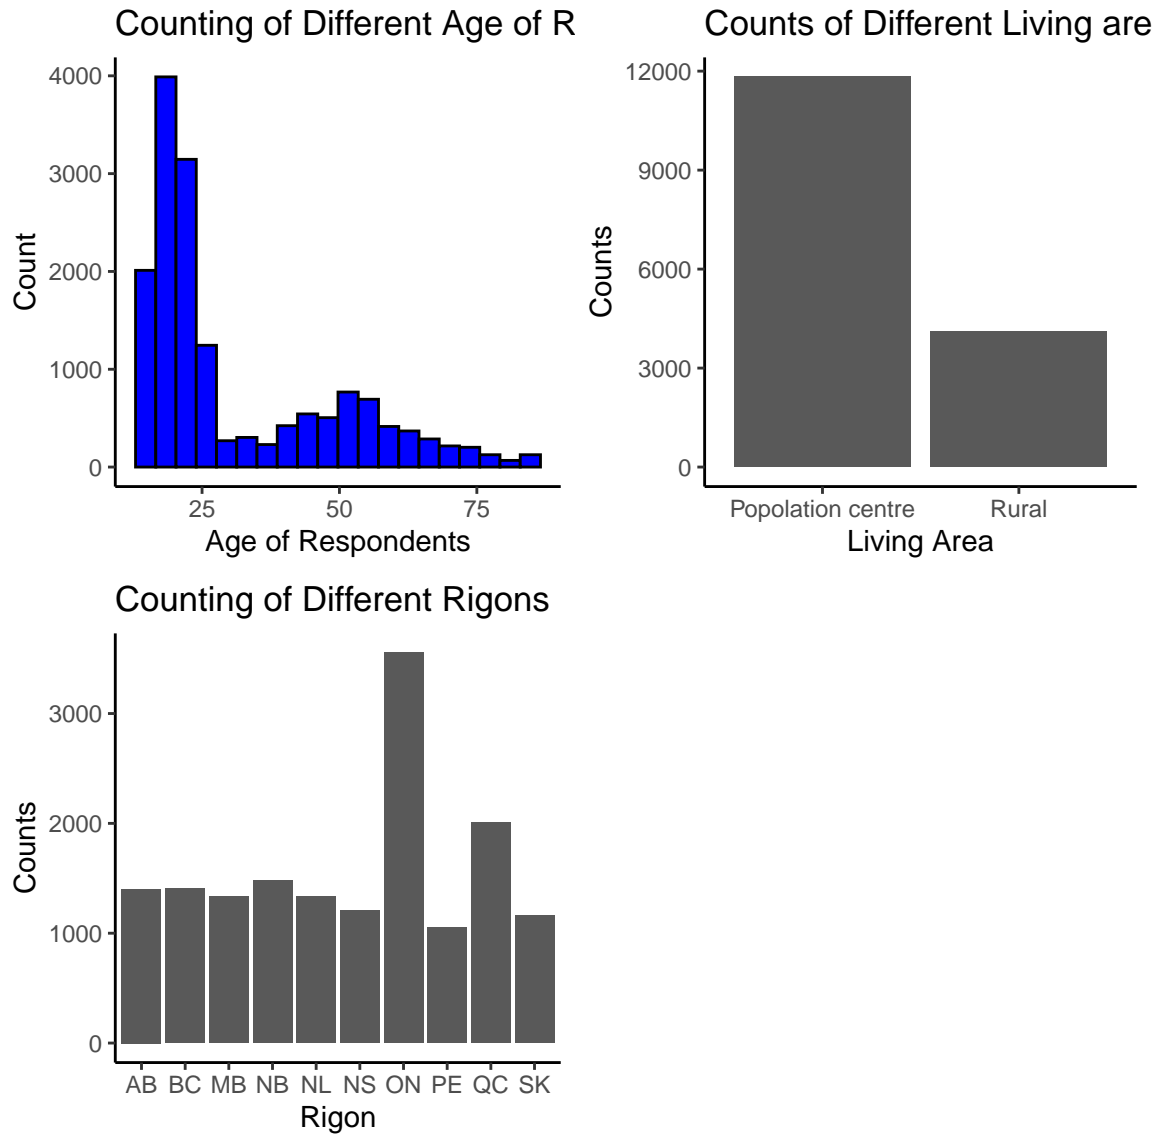 Counting of Different Age of R
4000
3000
2000
1000
0
Count
25 50 75
Age of Respondents
Counts of Different Living are
12000
9000
6000
3000
0
Counts
Popolation centre Rural
Living Area
Counting of Different Rigons
3000
2000
1000
0
Counts
AB BC MB NB NL NS ON PE QC SK
Rigon